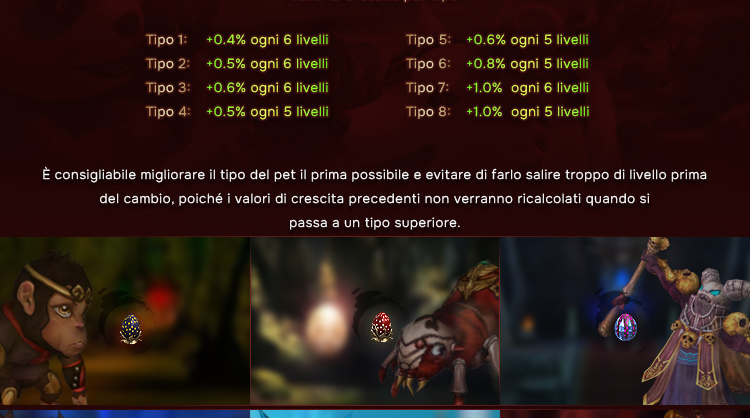 Tipo 1: +0.4% ogni 6 livelli
Tipo 2: +0.5% ogni 6 livelli
Tipo 3: +0.6% ogni 6 livelli
Tipo 4: +0.5% ogni 5 livelli
Tipo 5: +0.6% ogni 5 livelli
Tipo 6: +0.8% ogni 5 livelli
Tipo 7: +1.0% ogni 6 livelli
Tipo 8: +1.0% ogni 5 livelli
È consigliabile migliorare il tipo del pet il prima possibile e evitare di farlo salire troppo di livello prima
del cambio, poiché i valori di crescita precedenti non verranno ricalcolati quando si
passa a un tipo superiore.